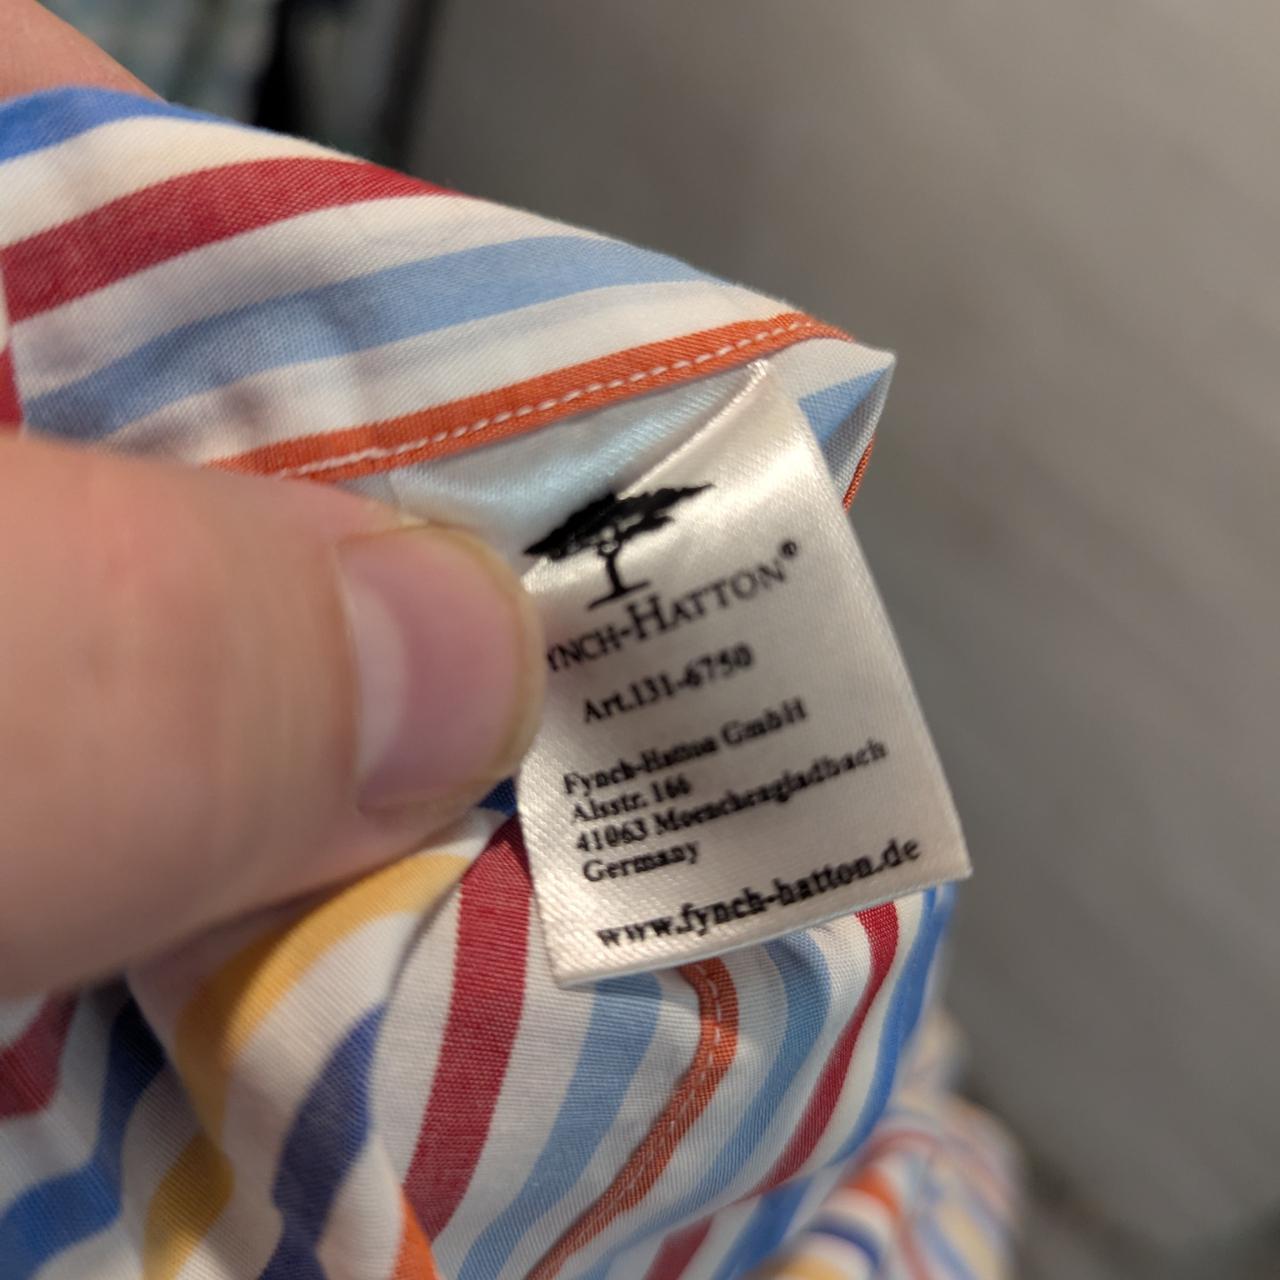 YNCH-HATTON®
Art.131-6750
Fynch-Hatton GmbH
Alsstr. 166
41063 Moenchengladbach
Germany
www.fynch-hatton.de